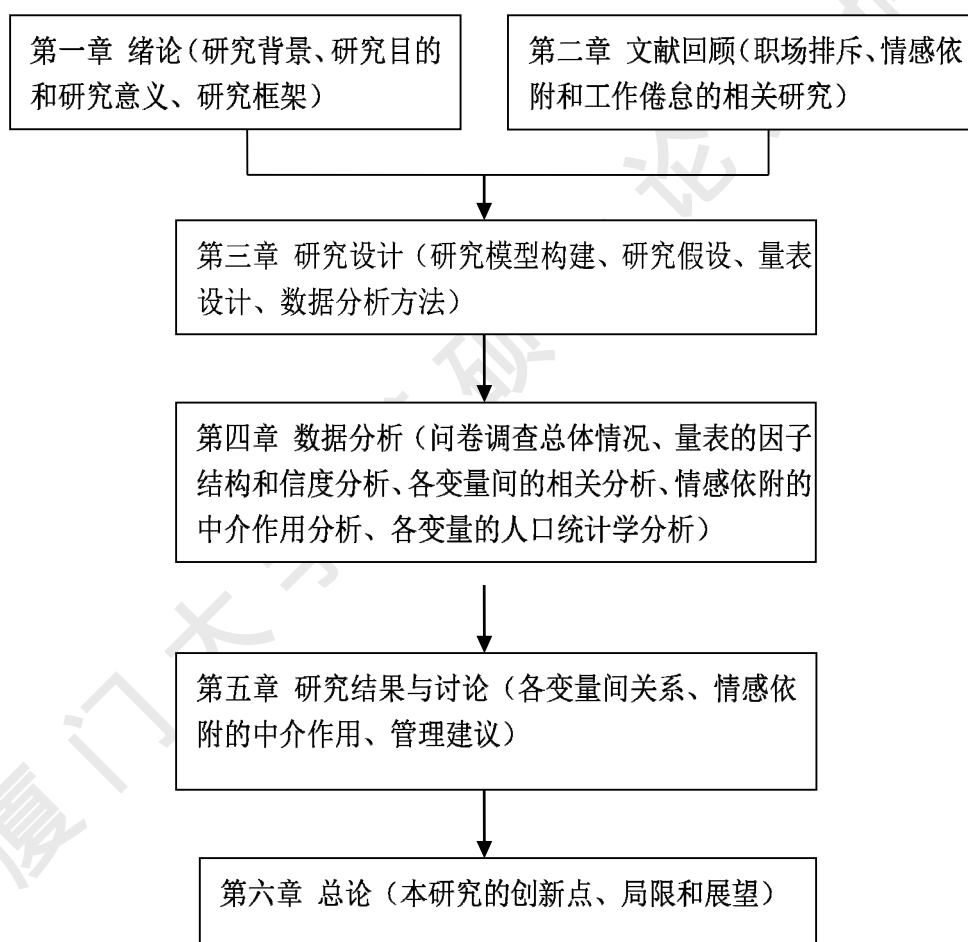 第一章 绪论（研究背景、研究目的
和研究意义、研究框架）
第二章 文献回顾（职场排斥、情感依
附和工作倦怠的相关研究）
第三章 研究设计（研究模型构建、研究假设、量表
设计、数据分析方法）
第四章 数据分析（问卷调查总体情况、量表的因子
结构和信度分析、各变量间的相关分析、情感依附的
中介作用分析、各变量的人口统计学分析）
第五章 研究结果与讨论（各变量间关系、情感依
附的中介作用、管理建议）
第六章 总论（本研究的创新点、局限和展望）
厦门大学 硕 论